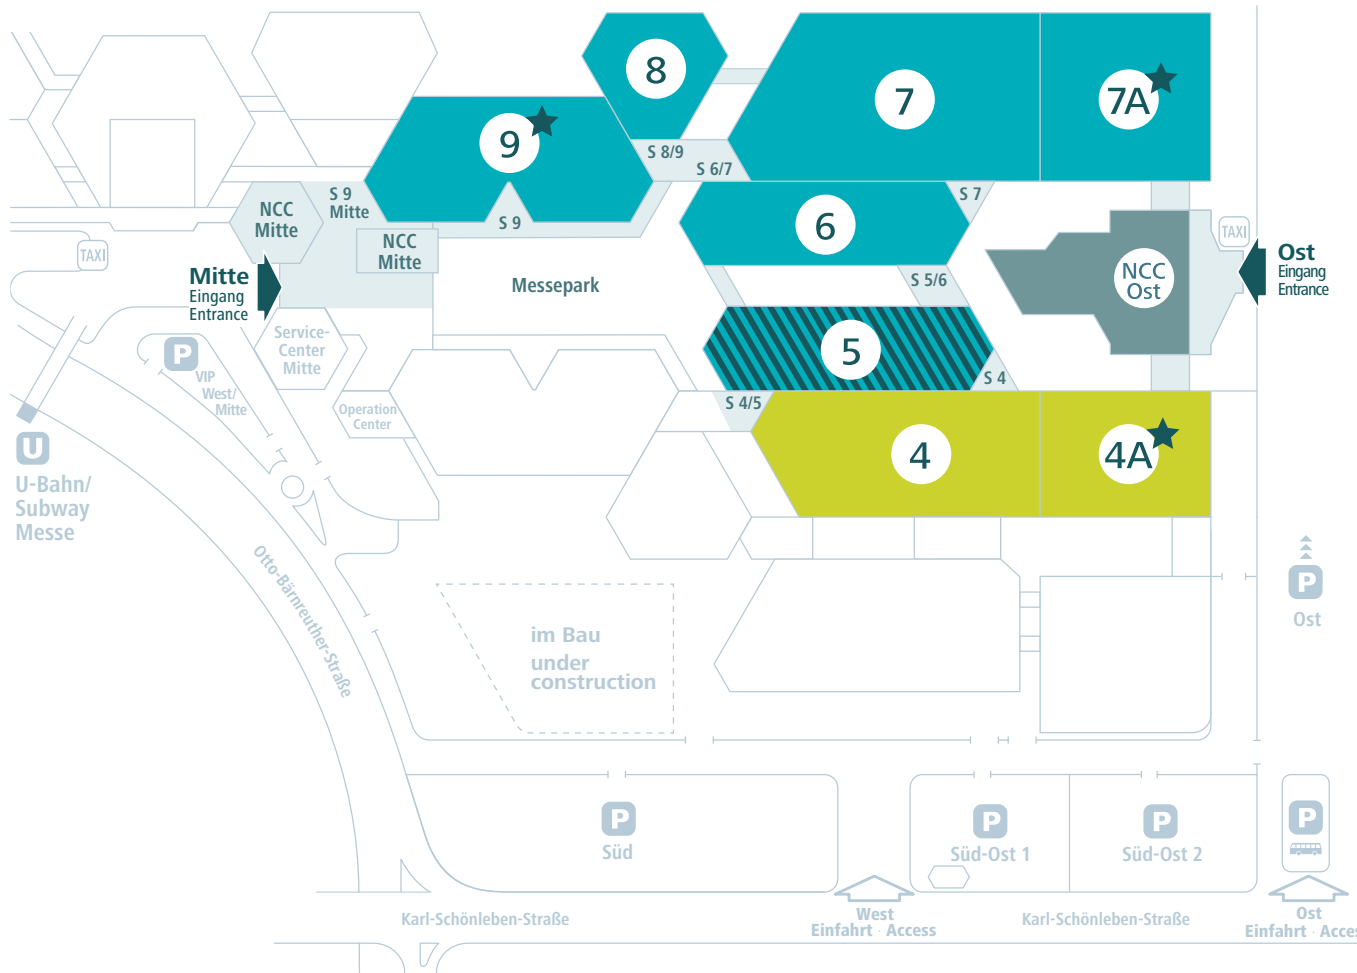 8
7
7A
9
S 8/9
S 6/7
S 9
Mitte
S 7
NCC
Mitte
S 9
6
NCC
Mitte
TAXI
TAXI
Mitte
Eingang
Entrance
Messepark
S 5/6
NCC
Ost
Ost
Eingang
Entrance
Service-
Center
Mitte
5
P
VIP
West/
Mitte
S 4
S 4/5
Operation
Center
4
4A
U
U-Bahn/
Subway
Messe
Otto-Bärnreuther-Straße
P
Ost
im Bau
under
construction
P
Süd
P
Süd-Ost 1
P
Süd-Ost 2
P
Karl-Schönleben-Straße
West
Einfahrt · Access
Karl-Schönleben-Straße
Ost
Einfahrt · Acces